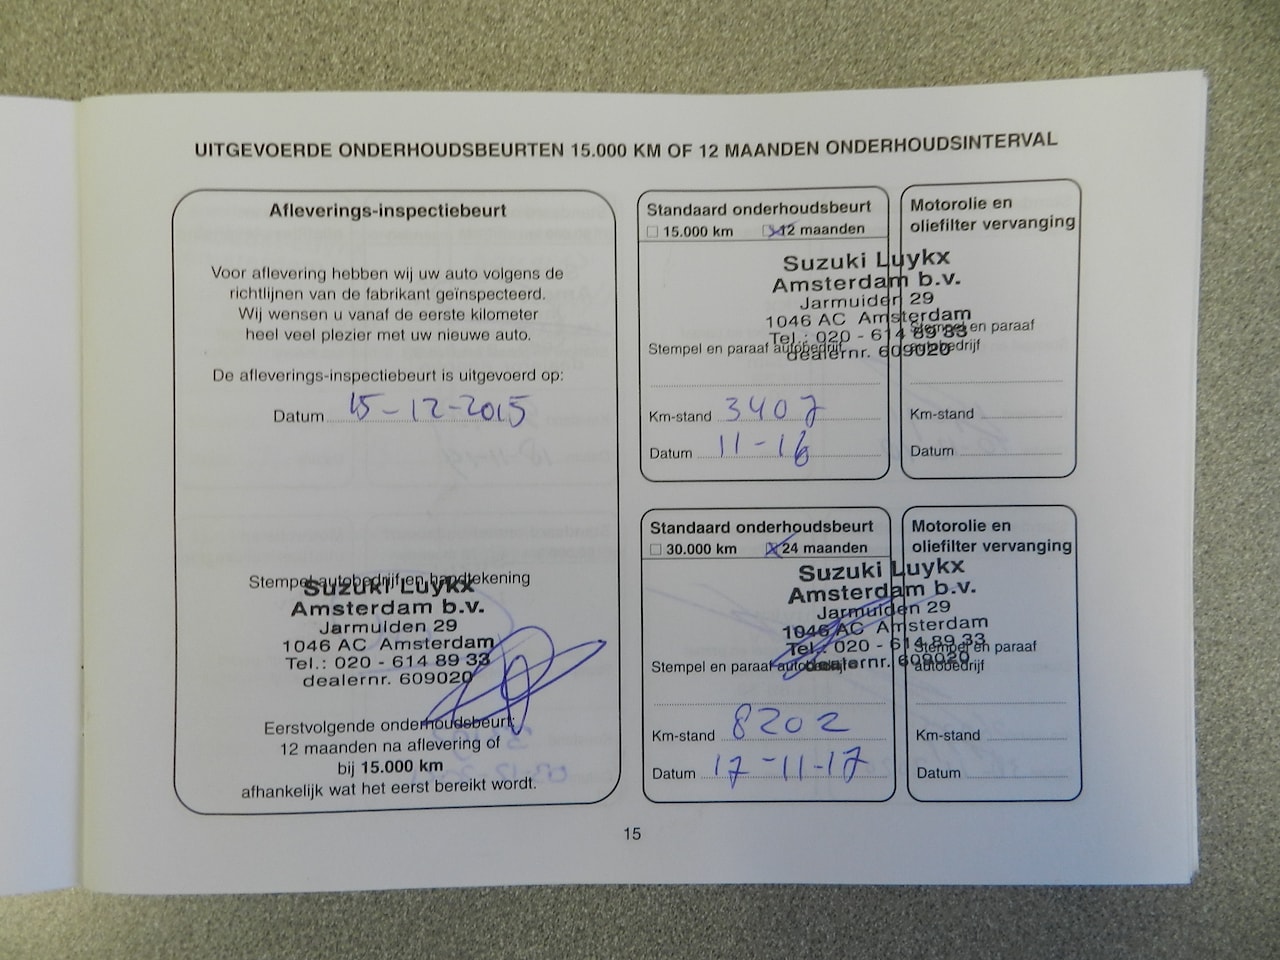 UITGEVOERDE ONDERHOUDSBEURTEN 15.000 KM OF 12 MAANDEN ONDERHOUDSINTERVAL
Afleverings-inspectiebeurt
Voor aflevering hebben wij uw auto volgens de
richtlijnen van de fabrikant geïnspecteerd.
Wij wensen u vanaf de eerste kilometer
heel veel plezier met uw nieuwe auto.
De afleverings-inspectiebeurt is uitgevoerd op:
Datum 15-12-2015
Stempel autobedrijf en handtekening
Suzuki Luykx
Amsterdam b.v.
Jarmuiden 29
1046 AC Amsterdam
Tel.: 020 - 614 89 33
dealernr. 609020
Eerstvolgende onderhoudsbeurt:
12 maanden na aflevering of
bij 15.000 km
afhankelijk wat het eerst bereikt wordt.
Standaard onderhoudsbeurt
15.000 km 12 maanden
Suzuki Luykx
Amsterdam b.v.
Jarmuiden 29
1046 AC Amsterdam
Tel.: 020 - 614 89 33
dealernr. 609020
Stempel en paraaf autobedrijf
Km-stand 3407
Datum 11-16
Motorolie en
oliefilter vervanging
Stempel en paraaf
autobedrijf
Km-stand
Datum
Standaard onderhoudsbeurt
30.000 km 24 maanden
Suzuki Luykx
Amsterdam b.v.
Jarmuiden 29
1046 AC Amsterdam
Tel.: 020 - 614 89 33
dealernr. 609020
Stempel en paraaf autobedrijf
Km-stand 8202
Datum 17-11-17
Motorolie en
oliefilter vervanging
Stempel en paraaf
autobedrijf
Km-stand
Datum
15